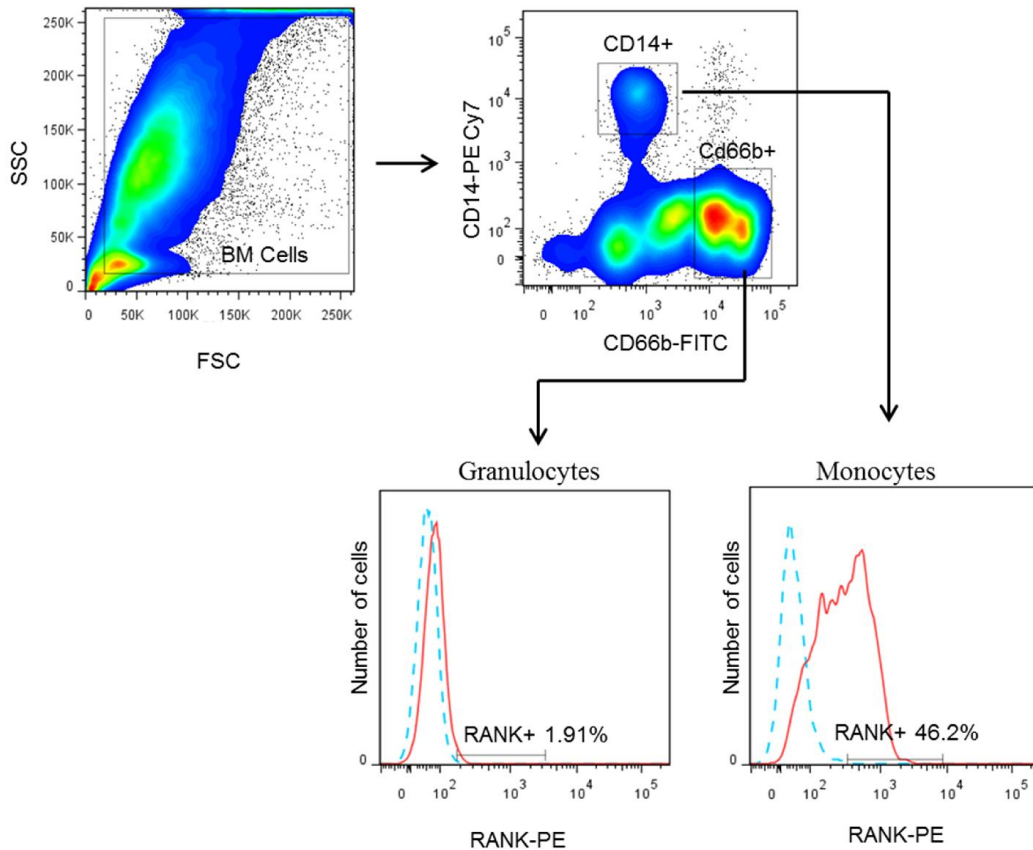 250K
200K
150K
100K
50K
0
SSC
BM Cells
0 50K 100K 150K 200K 250K
FSC
10^5
10^4
10^3
10^2
0
CD14-PE Cy7
CD14+
Cd66b+
0 10^2 10^3 10^4 10^5
CD66b-FITC
Granulocytes
Number of cells
0
RANK+ 1.91%
0 10^2 10^3 10^4 10^5
RANK-PE
Monocytes
Number of cells
0
RANK+ 46.2%
0 10^2 10^3 10^4 10^5
RANK-PE